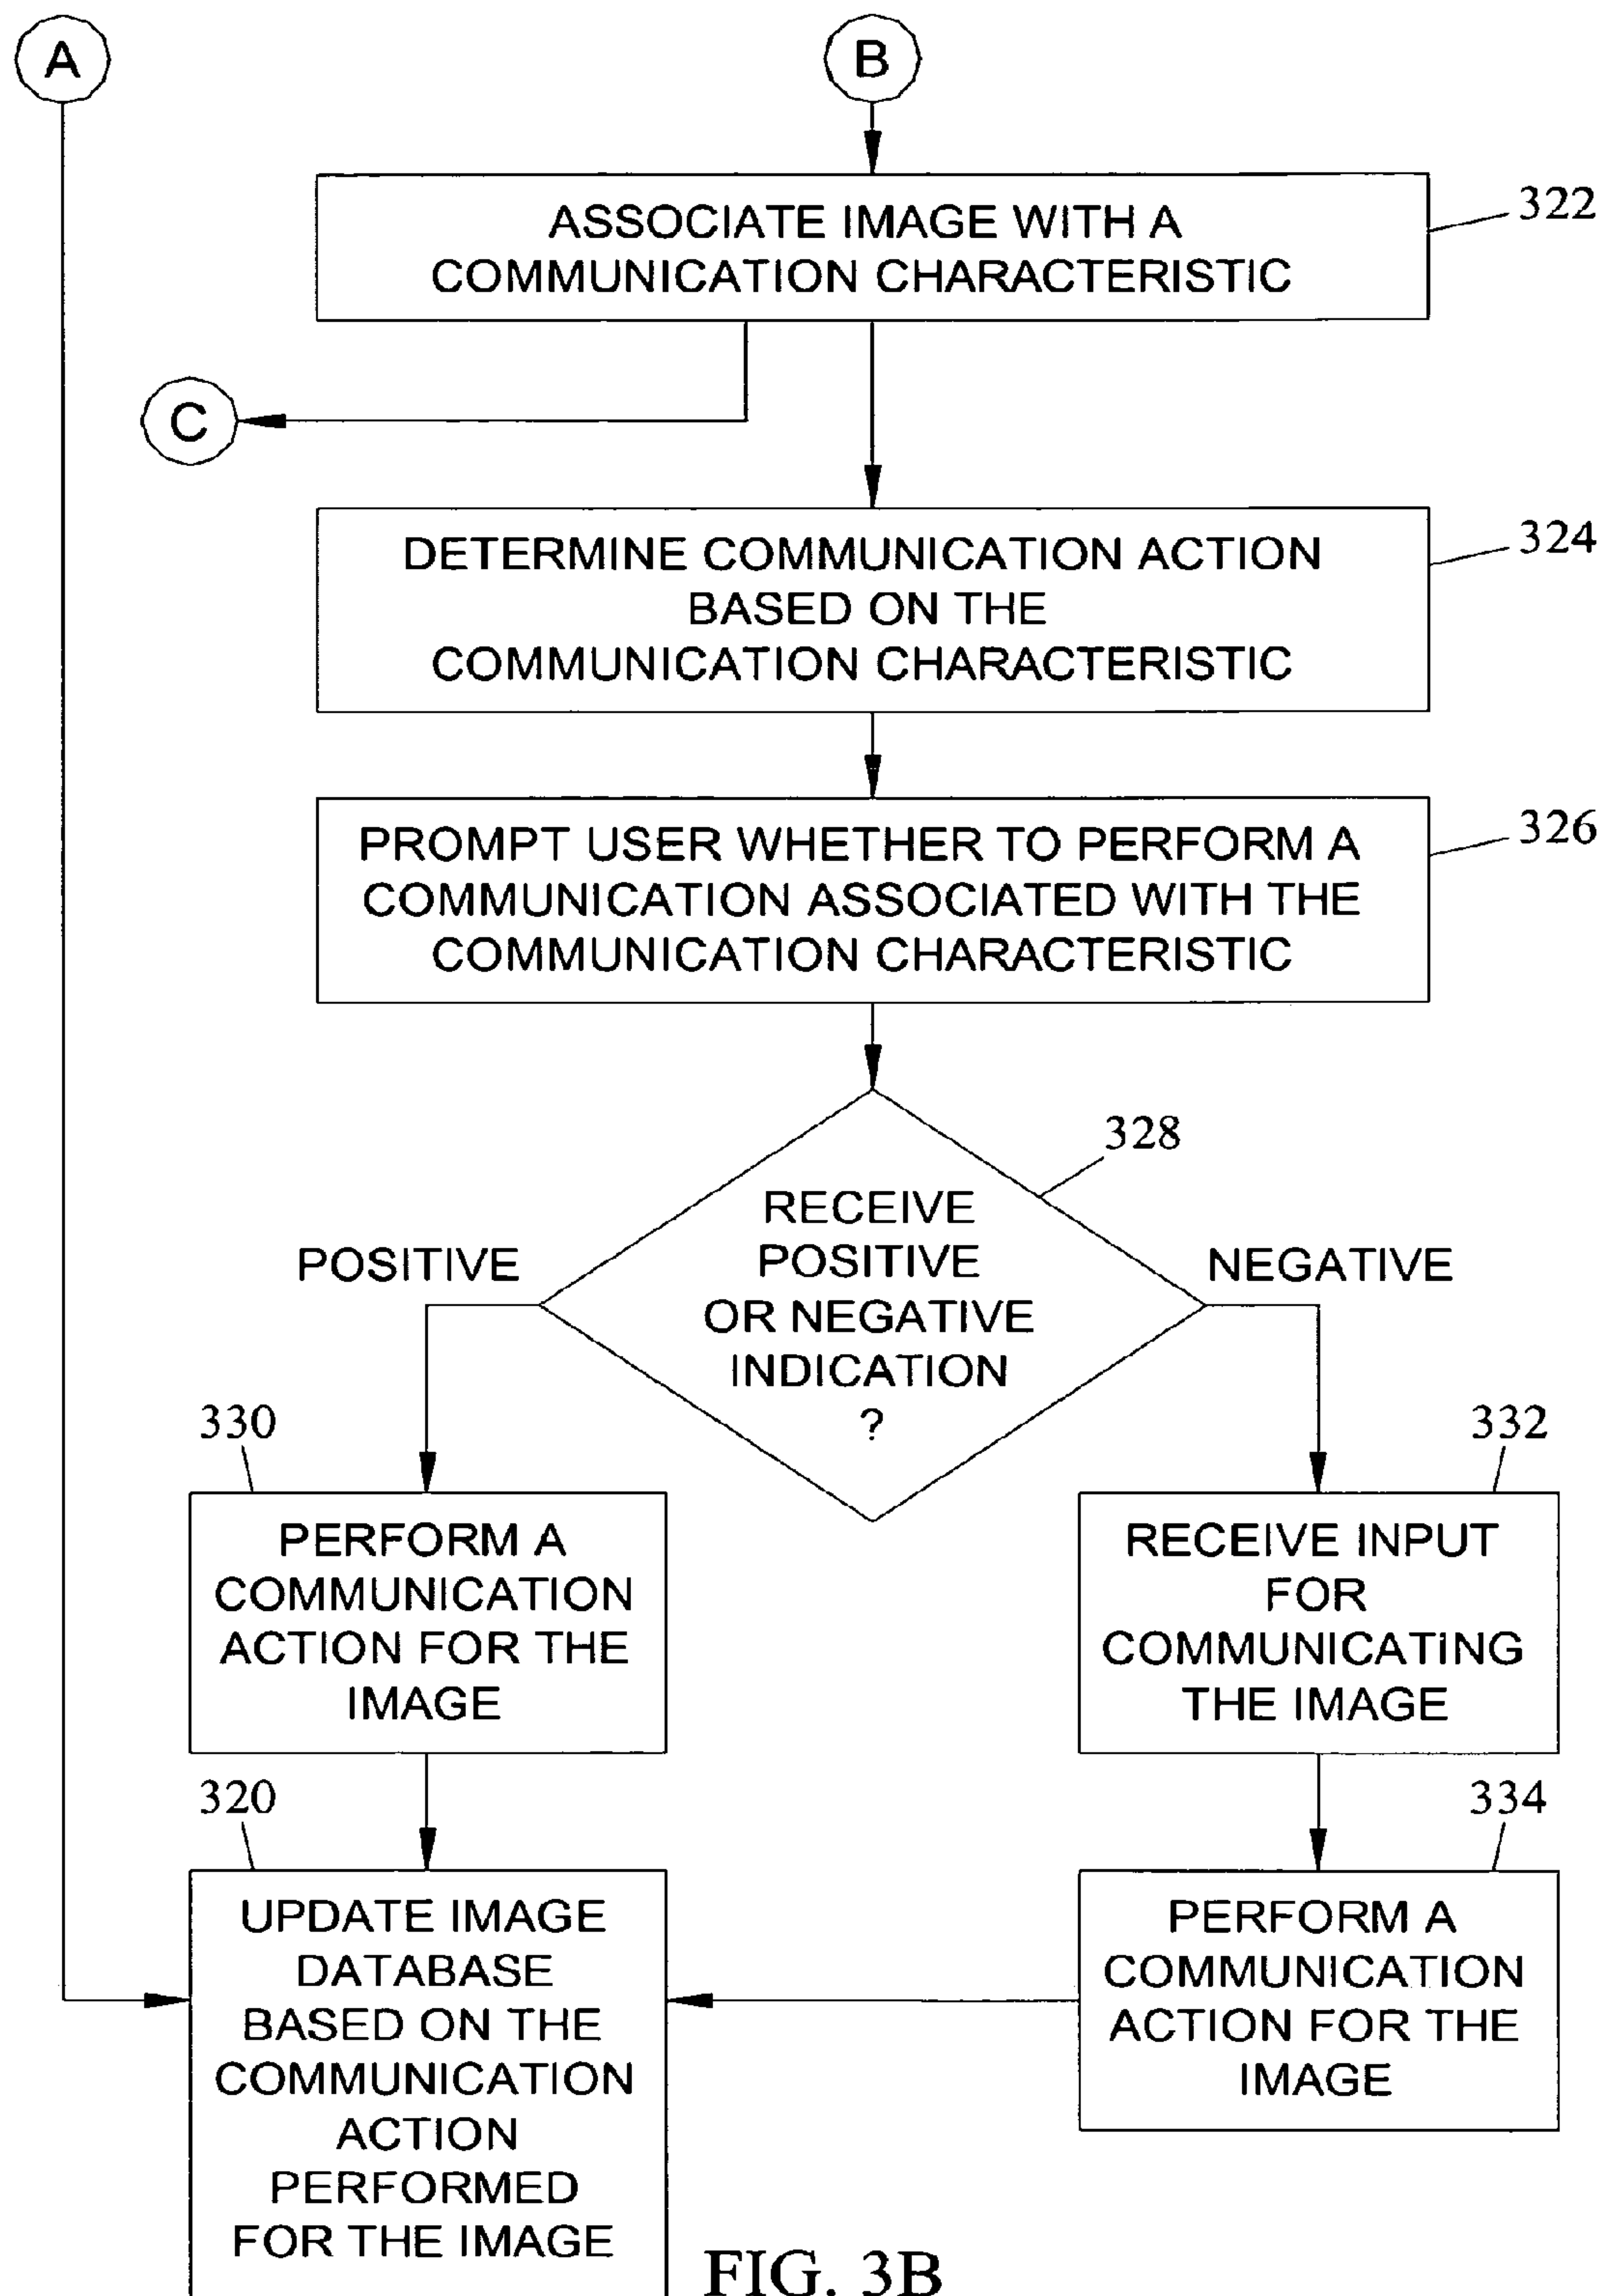 A
B
ASSOCIATE IMAGE WITH A
COMMUNICATION CHARACTERISTIC
322
C
DETERMINE COMMUNICATION ACTION
BASED ON THE
COMMUNICATION CHARACTERISTIC
324
PROMPT USER WHETHER TO PERFORM A
COMMUNICATION ASSOCIATED WITH THE
COMMUNICATION CHARACTERISTIC
326
328
RECEIVE
POSITIVE
OR NEGATIVE
INDICATION
?
POSITIVE
NEGATIVE
330
PERFORM A
COMMUNICATION
ACTION FOR THE
IMAGE
332
RECEIVE INPUT
FOR
COMMUNICATING
THE IMAGE
320
UPDATE IMAGE
DATABASE
BASED ON THE
COMMUNICATION
ACTION
PERFORMED
FOR THE IMAGE
334
PERFORM A
COMMUNICATION
ACTION FOR THE
IMAGE
FIG. 3B